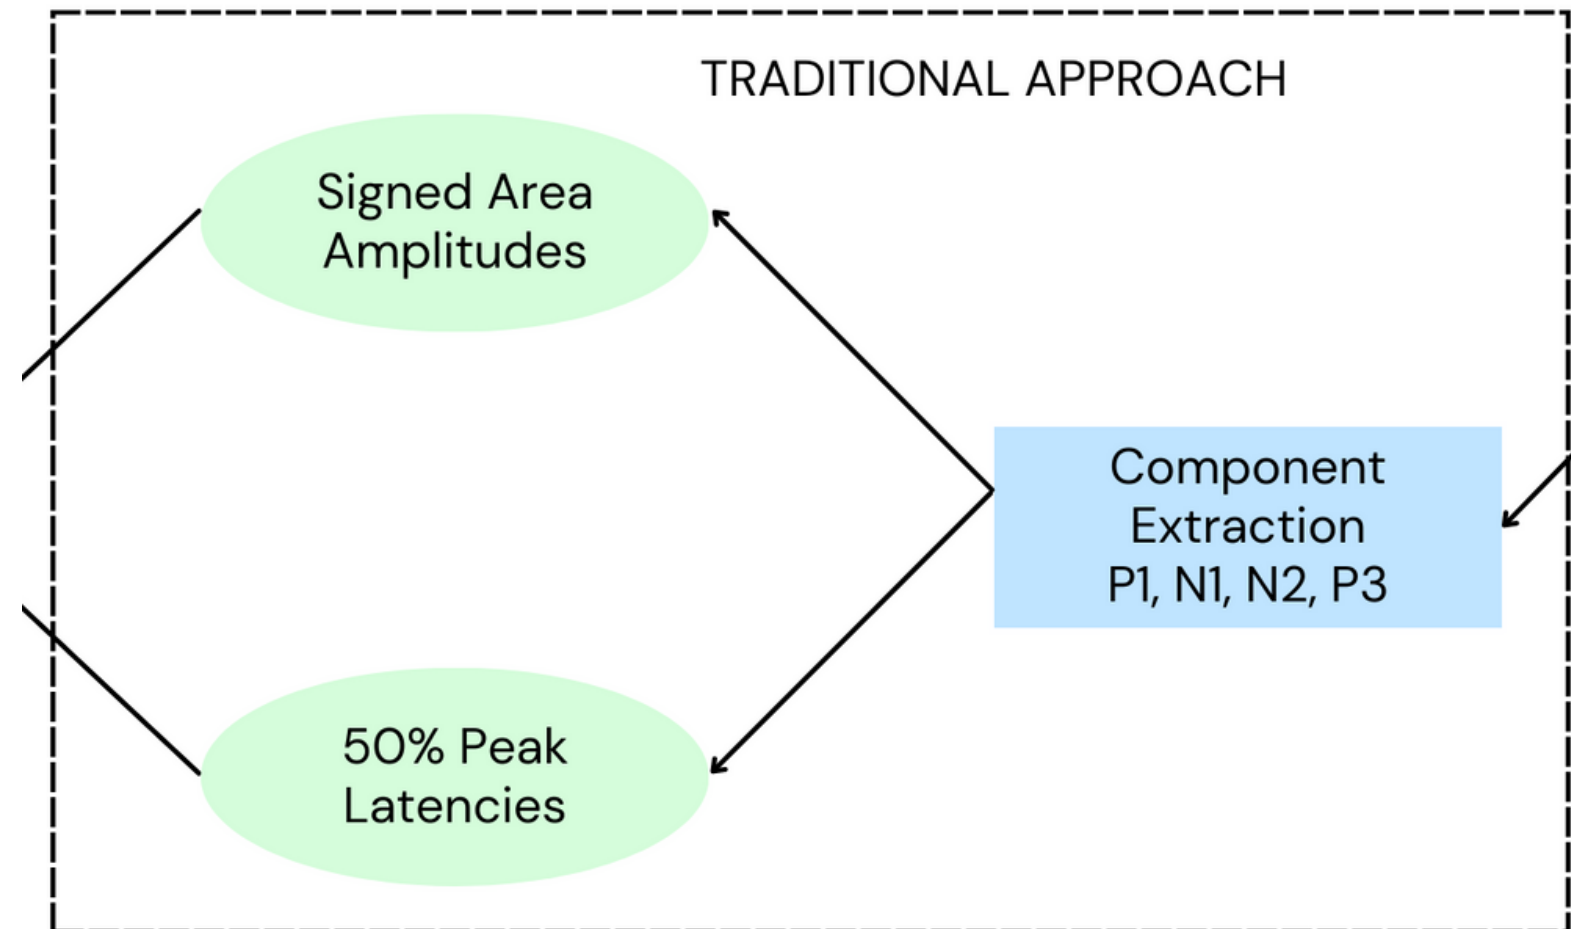 TRADITIONAL APPROACH
Signed Area
Amplitudes
Component
Extraction
P1, N1, N2, P3
50% Peak
Latencies